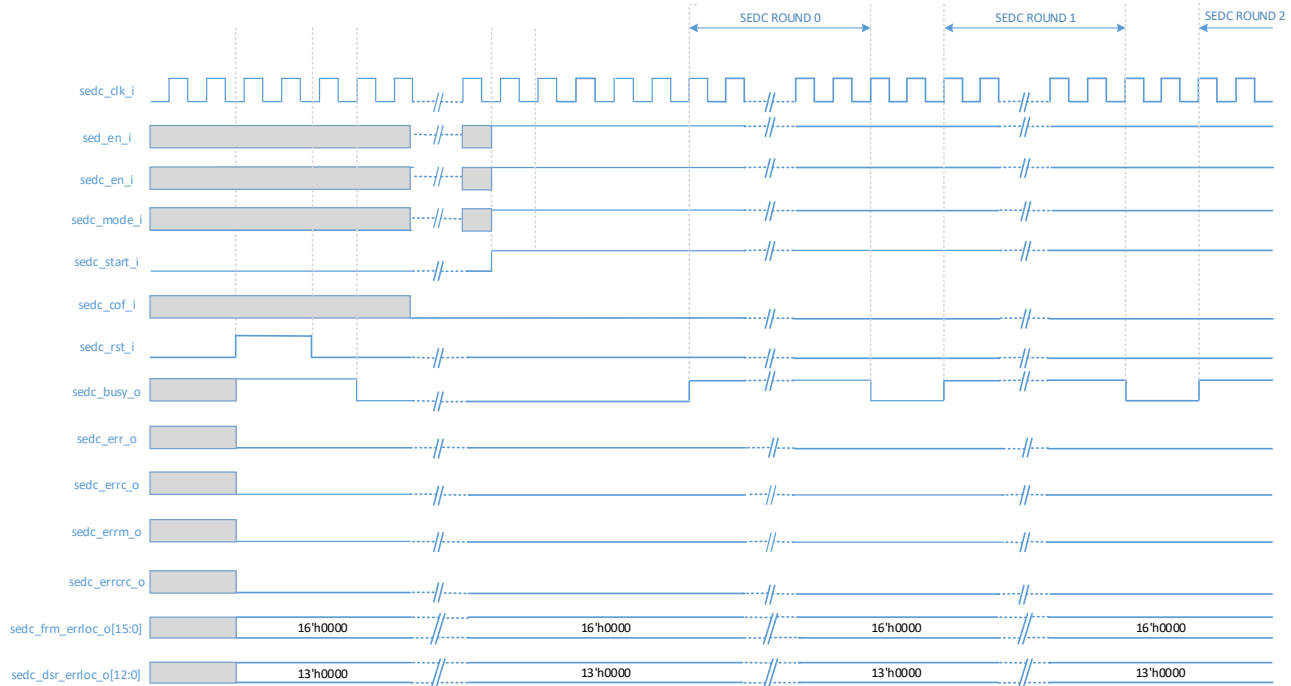 SEDC ROUND 0 SEDC ROUND 1 SEDC ROUND 2
sedc_clk_i
sed_en_i
sedc_en_i
sedc_mode_i
sedc_start_i
sedc_cof_i
sedc_rst_i
sedc_busy_o
sedc_err_o
sedc_errc_o
sedc_errm_o
sedc_errcrc_o
sedc_frm_errloc_o[15:0] 16'h0000 16'h0000 16'h0000 16'h0000
sedc_dsr_errloc_o[12:0] 13'h0000 13'h0000 13'h0000 13'h0000